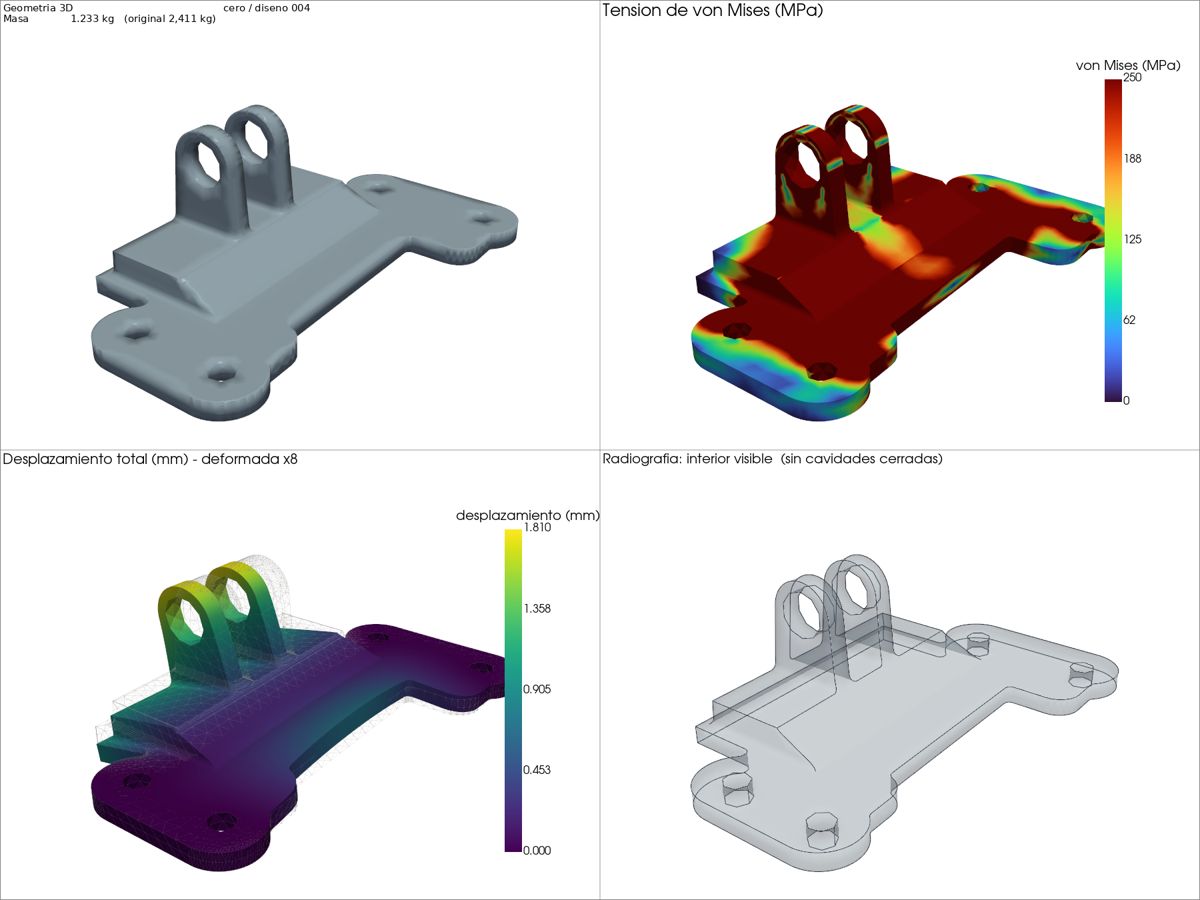 Geometria 3D cero / diseno 004
Masa 1.233 kg (original 2,411 kg)
Tension de von Mises (MPa)
von Mises (MPa)
250
188
125
62
0
Desplazamiento total (mm) - deformada x8
desplazamiento (mm)
1.810
1.358
0.905
0.453
0.000
Radiografia: interior visible (sin cavidades cerradas)